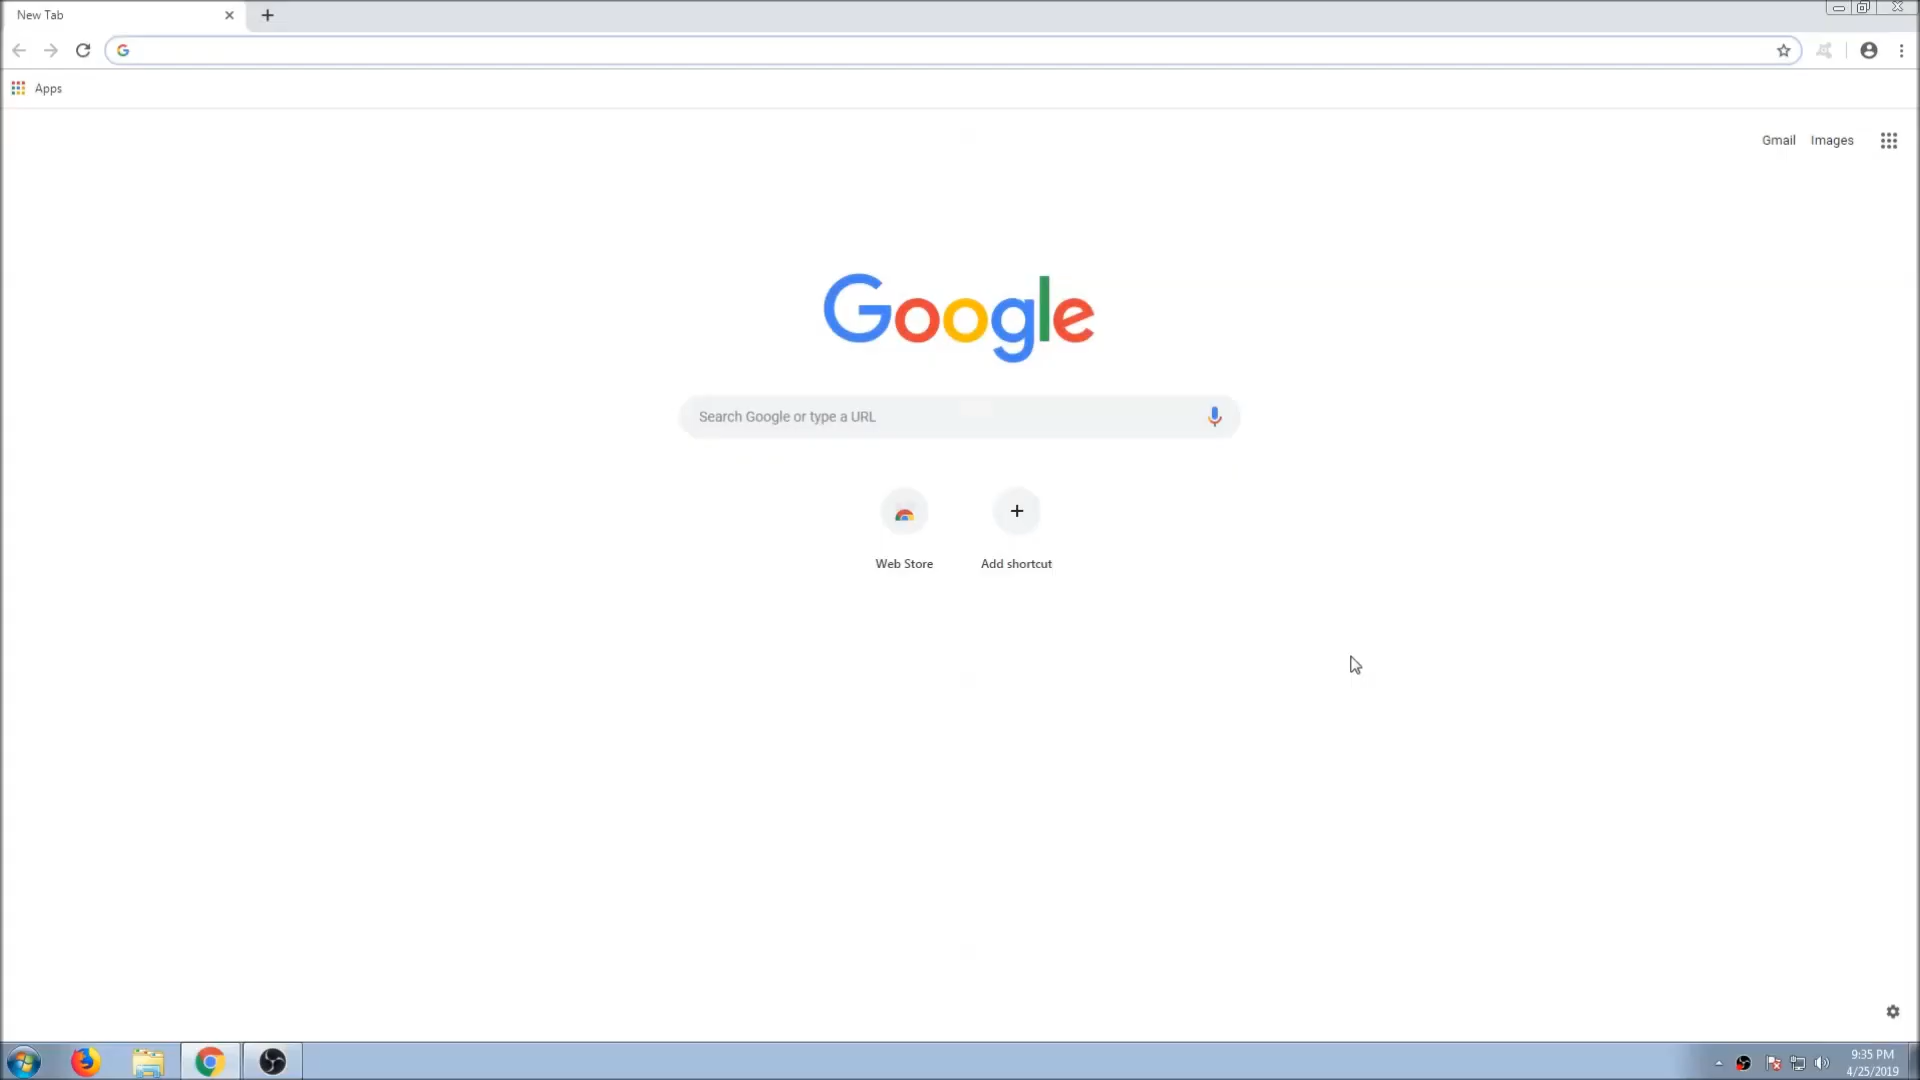 New Tab
Apps
Gmail Images
Google
Search Google or type a URL
Web Store Add shortcut
9:35 PM
4/25/2019